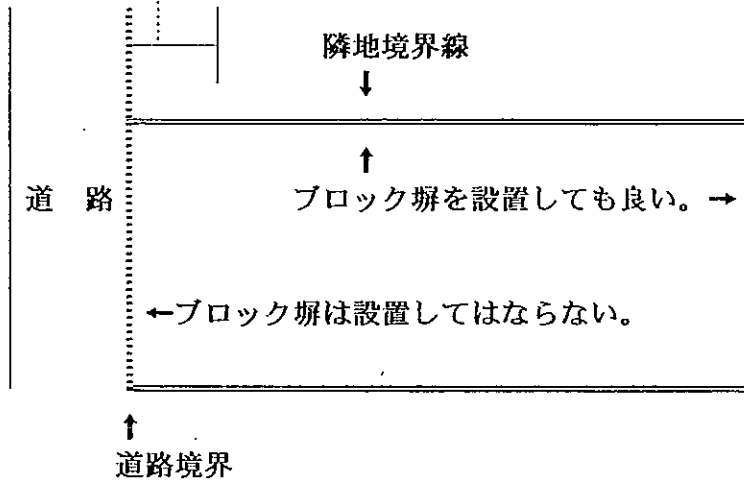 隣地境界線
↓
↑
道　路
ブロック塀を設置しても良い。→
←ブロック塀は設置してはならない。
↑
道路境界